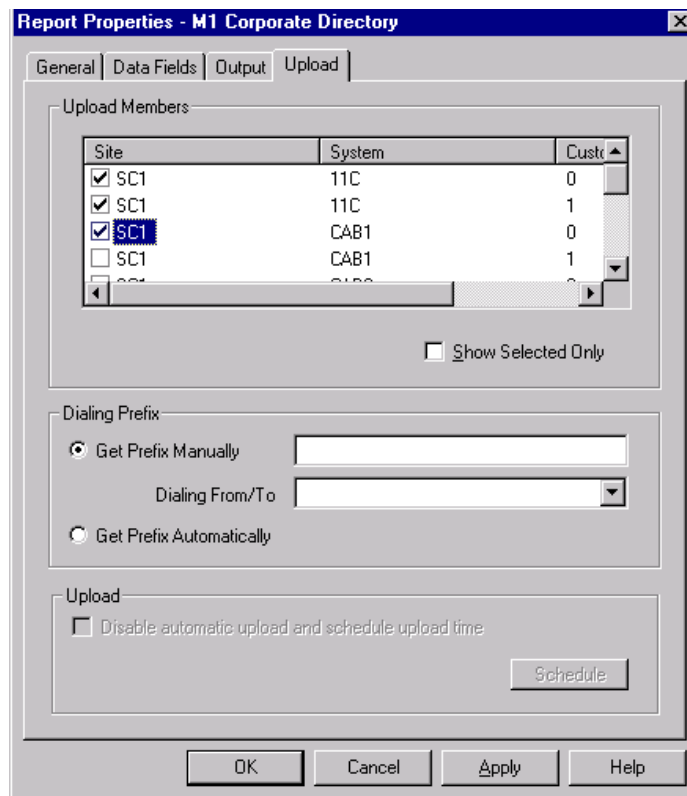 Report Properties - M1 Corporate Directory
General Data Fields Output Upload
Upload Members
Site System Custo
SC1 11C 0
SC1 11C 1
SC1 CAB1 0
SC1 CAB1 1
Show Selected Only
Dialing Prefix
Get Prefix Manually
Dialing From/To
Get Prefix Automatically
Upload
Disable automatic upload and schedule upload time
Schedule
OK Cancel Apply Help